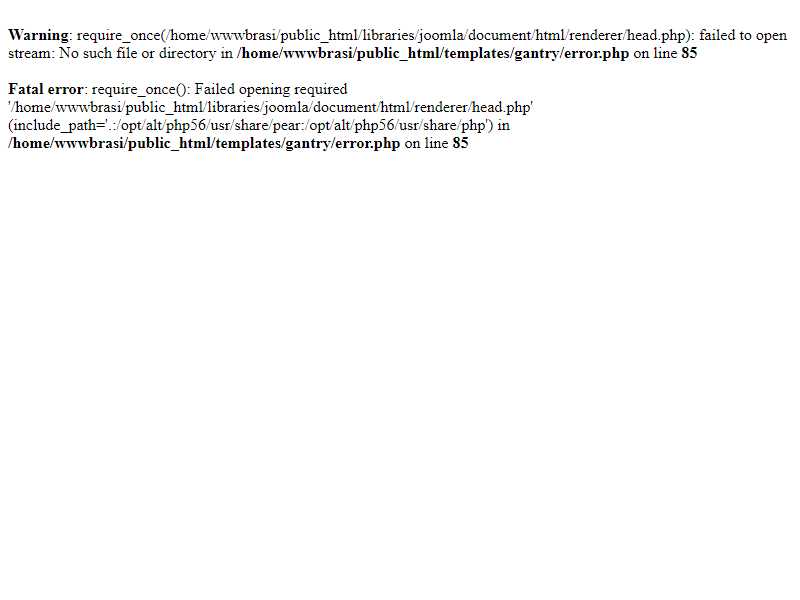 Warning: require_once(/home/wwwbrasi/public_html/libraries/joomla/document/html/renderer/head.php): failed to open
stream: No such file or directory in /home/wwwbrasi/public_html/templates/gantry/error.php on line 85
Fatal error: require_once(): Failed opening required
'/home/wwwbrasi/public_html/libraries/joomla/document/html/renderer/head.php'
(include_path='.:/opt/alt/php56/usr/share/pear:/opt/alt/php56/usr/share/php') in
/home/wwwbrasi/public_html/templates/gantry/error.php on line 85